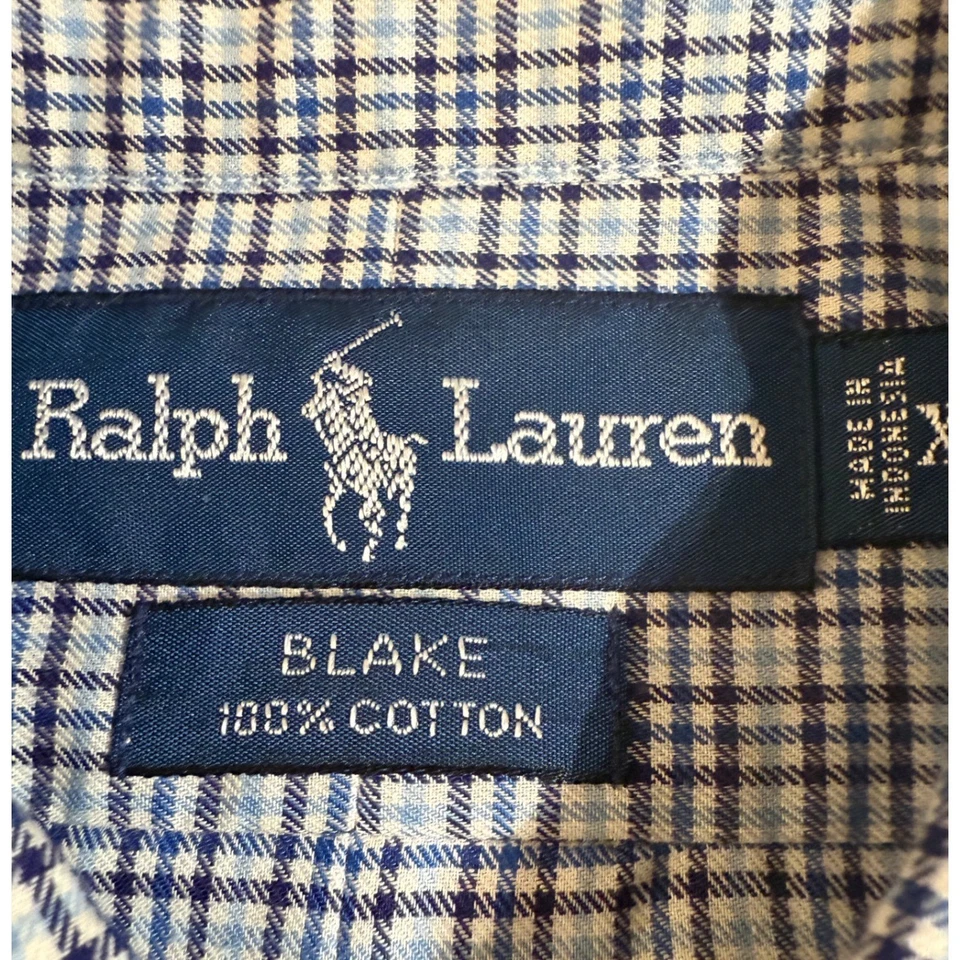 Ralph Lauren
MADE IN
INDONESIA
X
BLAKE
100% COTTON